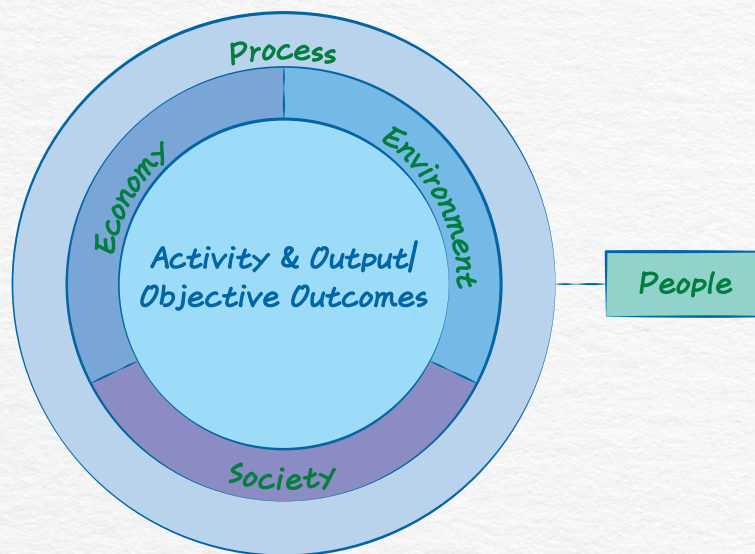 Process
Economy
Environment
Activity & Output/
Objective Outcomes
People
Society